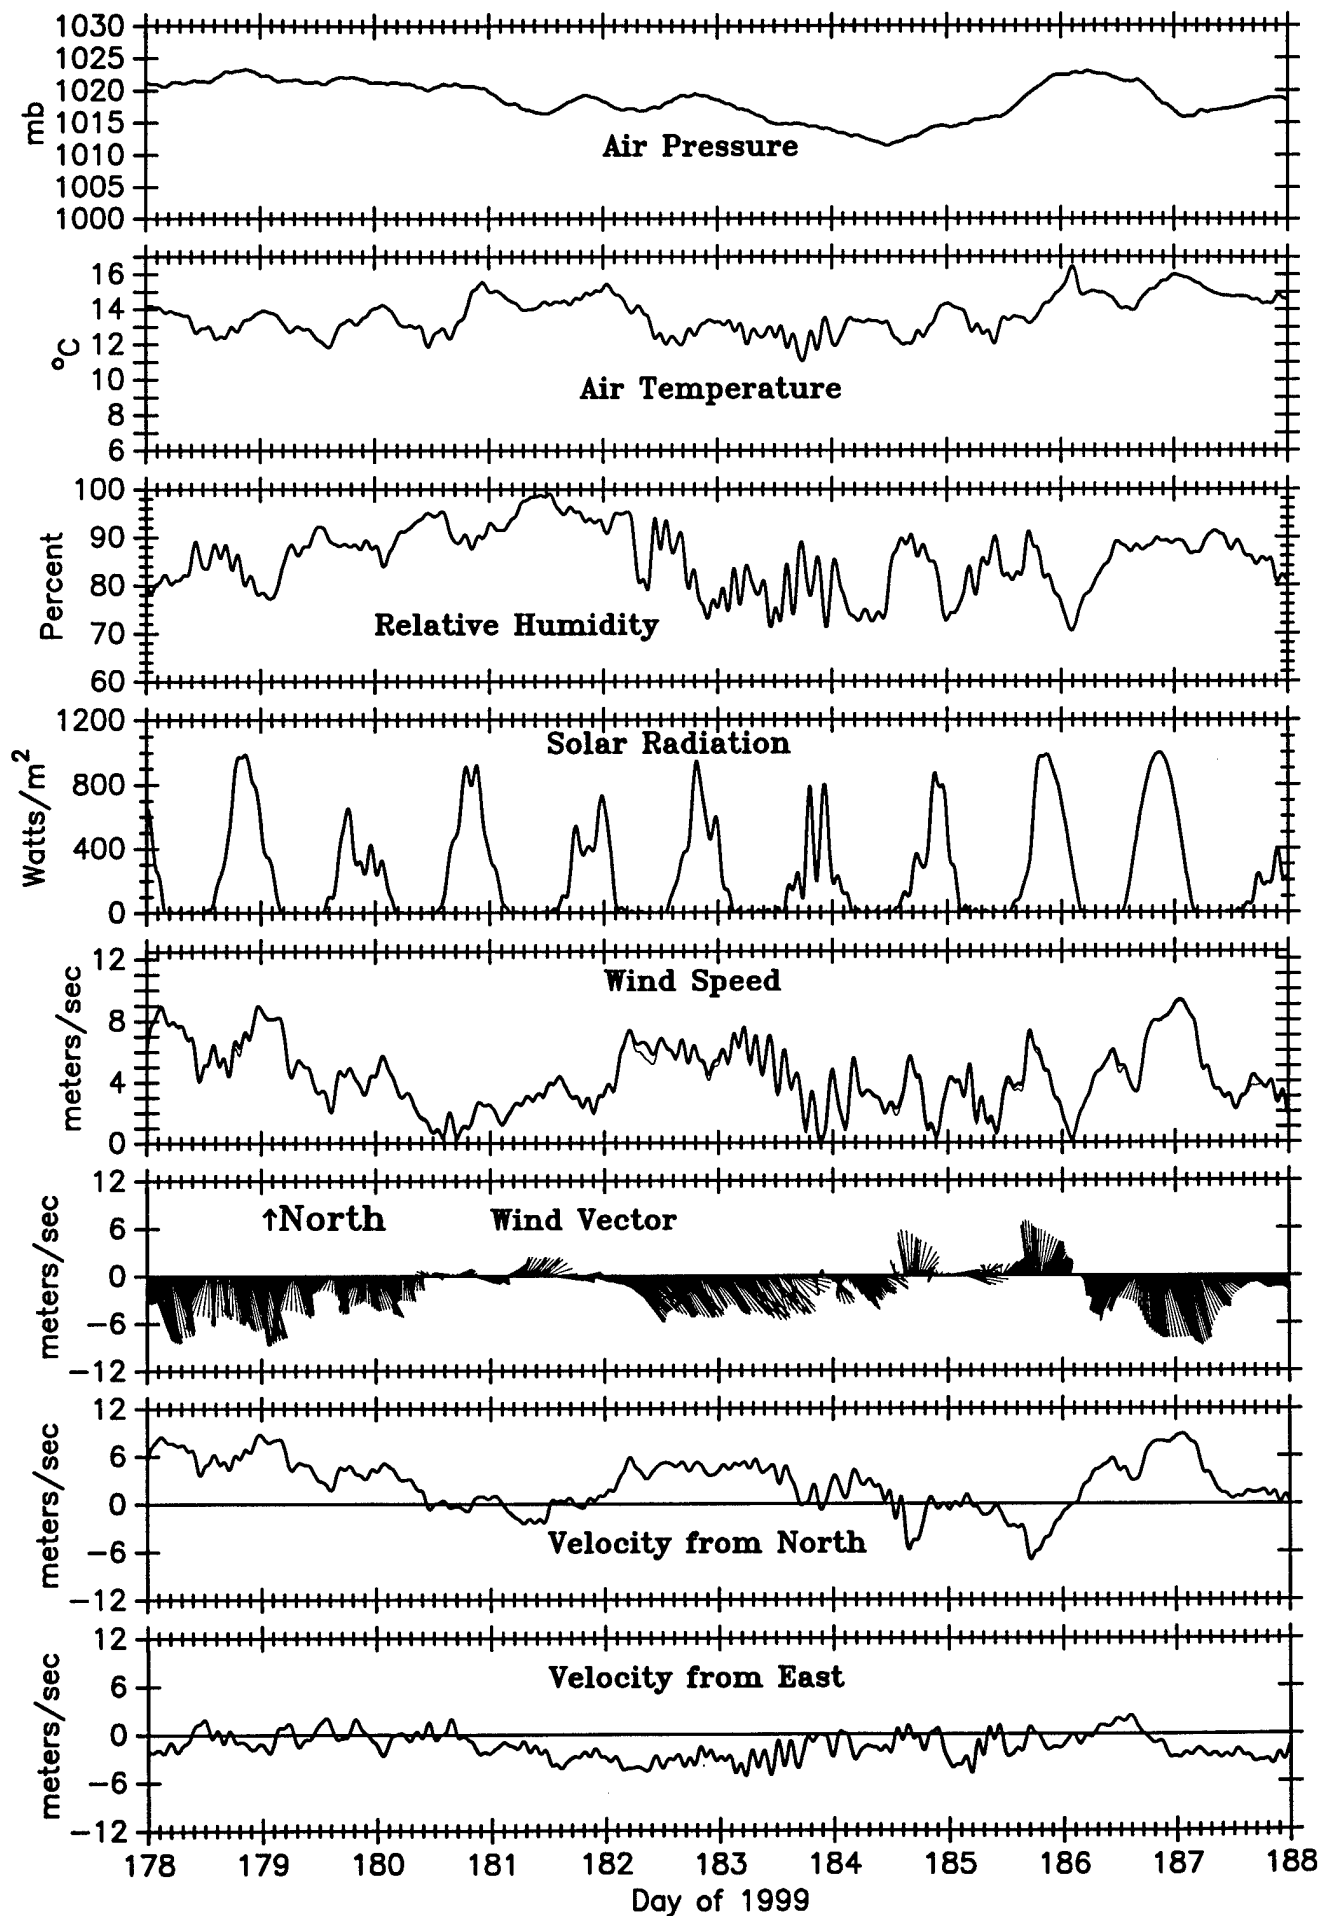 1030
1025
1020
1015
1010
1005
1000
mb
Air Pressure
16
14
12
10
8
6
°C
Air Temperature
100
90
80
70
60
Percent
Relative Humidity
1200
800
400
0
Watts/m²
Solar Radiation
12
8
4
0
meters/sec
Wind Speed
12
6
0
−6
−12
meters/sec
↑North
Wind Vector
12
6
0
−6
−12
meters/sec
Velocity from North
12
6
0
−6
−12
meters/sec
Velocity from East
178 179 180 181 182 183 184 185 186 187 188
Day of 1999